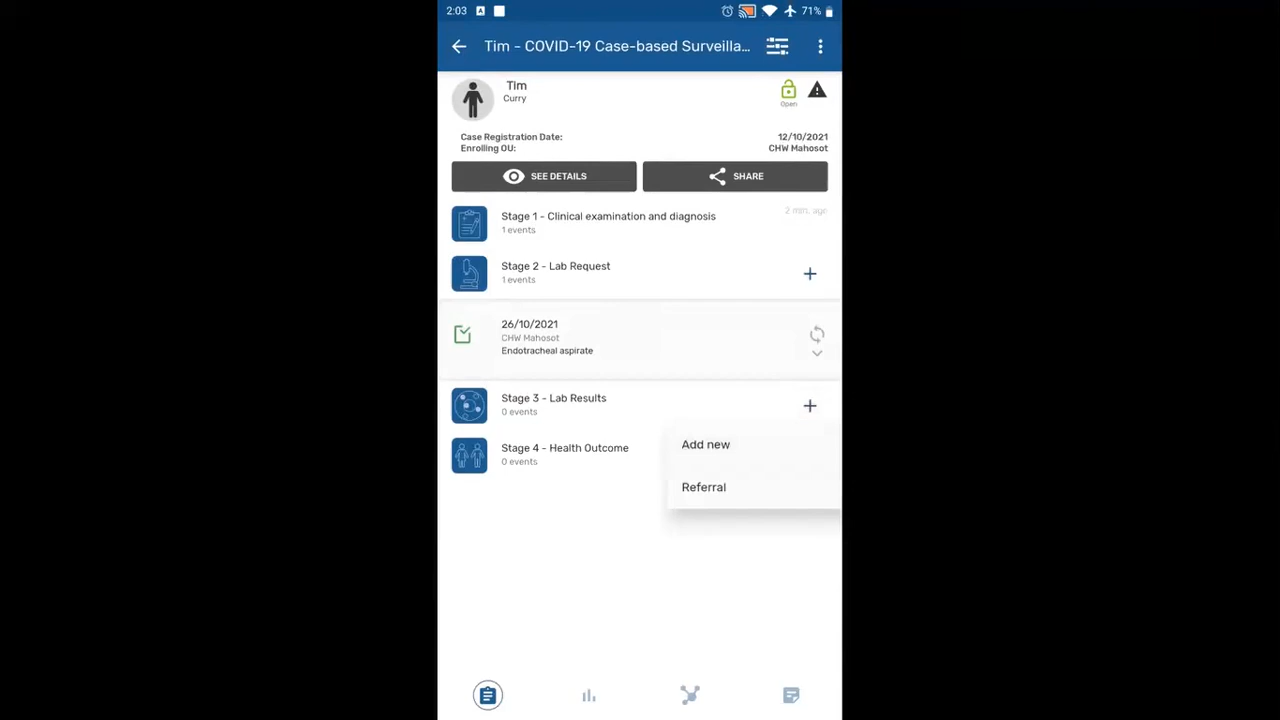 2:03 A 71%
Tim - COVID-19 Case-based Surveilla...
Tim
Curry
Open
Case Registration Date: 12/10/2021
Enrolling OU: CHW Mahosot
SEE DETAILS SHARE
Stage 1 - Clinical examination and diagnosis 2 min. ago
1 events
Stage 2 - Lab Request
1 events
26/10/2021
CHW Mahosot
Endotracheal aspirate
Stage 3 - Lab Results
0 events
Add new
Stage 4 - Health Outcome
0 events
Referral